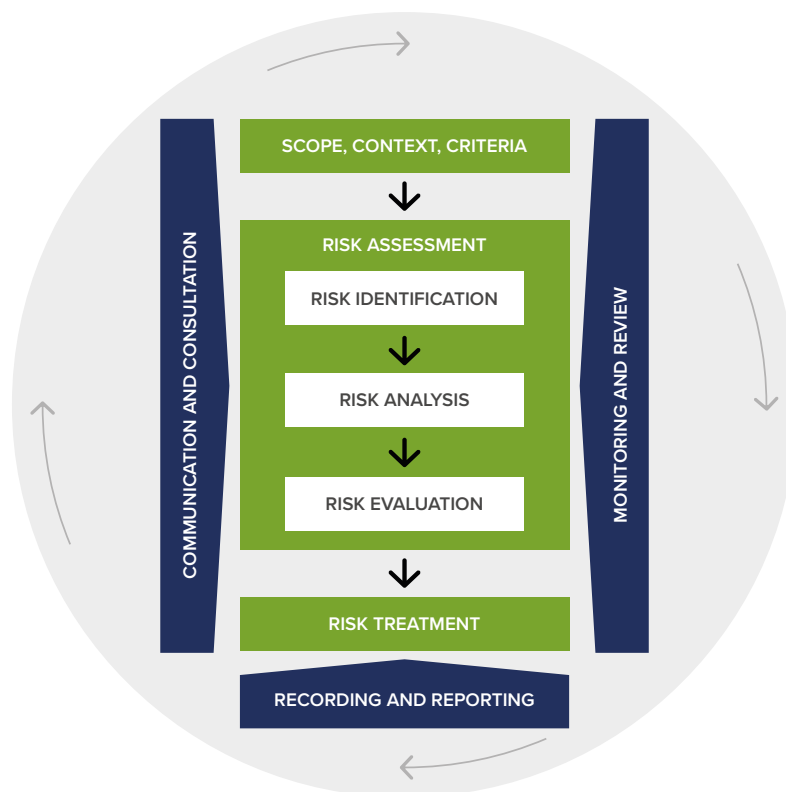 SCOPE, CONTEXT, CRITERIA
RISK ASSESSMENT
RISK IDENTIFICATION
RISK ANALYSIS
RISK EVALUATION
RISK TREATMENT
RECORDING AND REPORTING
COMMUNICATION AND CONSULTATION
MONITORING AND REVIEW